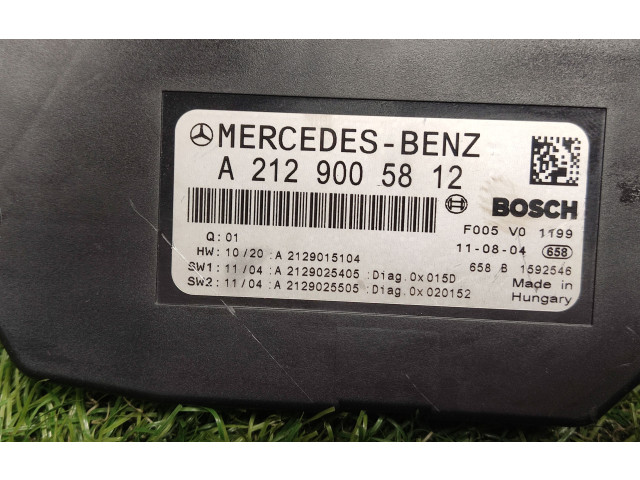 MERCEDES-BENZ
A 212 900 58 12
BOSCH
Q: 01
F005 V0 1199
HW: 10/20 :A 2129015104
11-08-04 658
SW1: 11/04 :A 2129025405 :Diag.0x015D
658 B 1592546
SW2: 11/04 :A 2129025505 :Diag.0x020152
Made in
Hungary